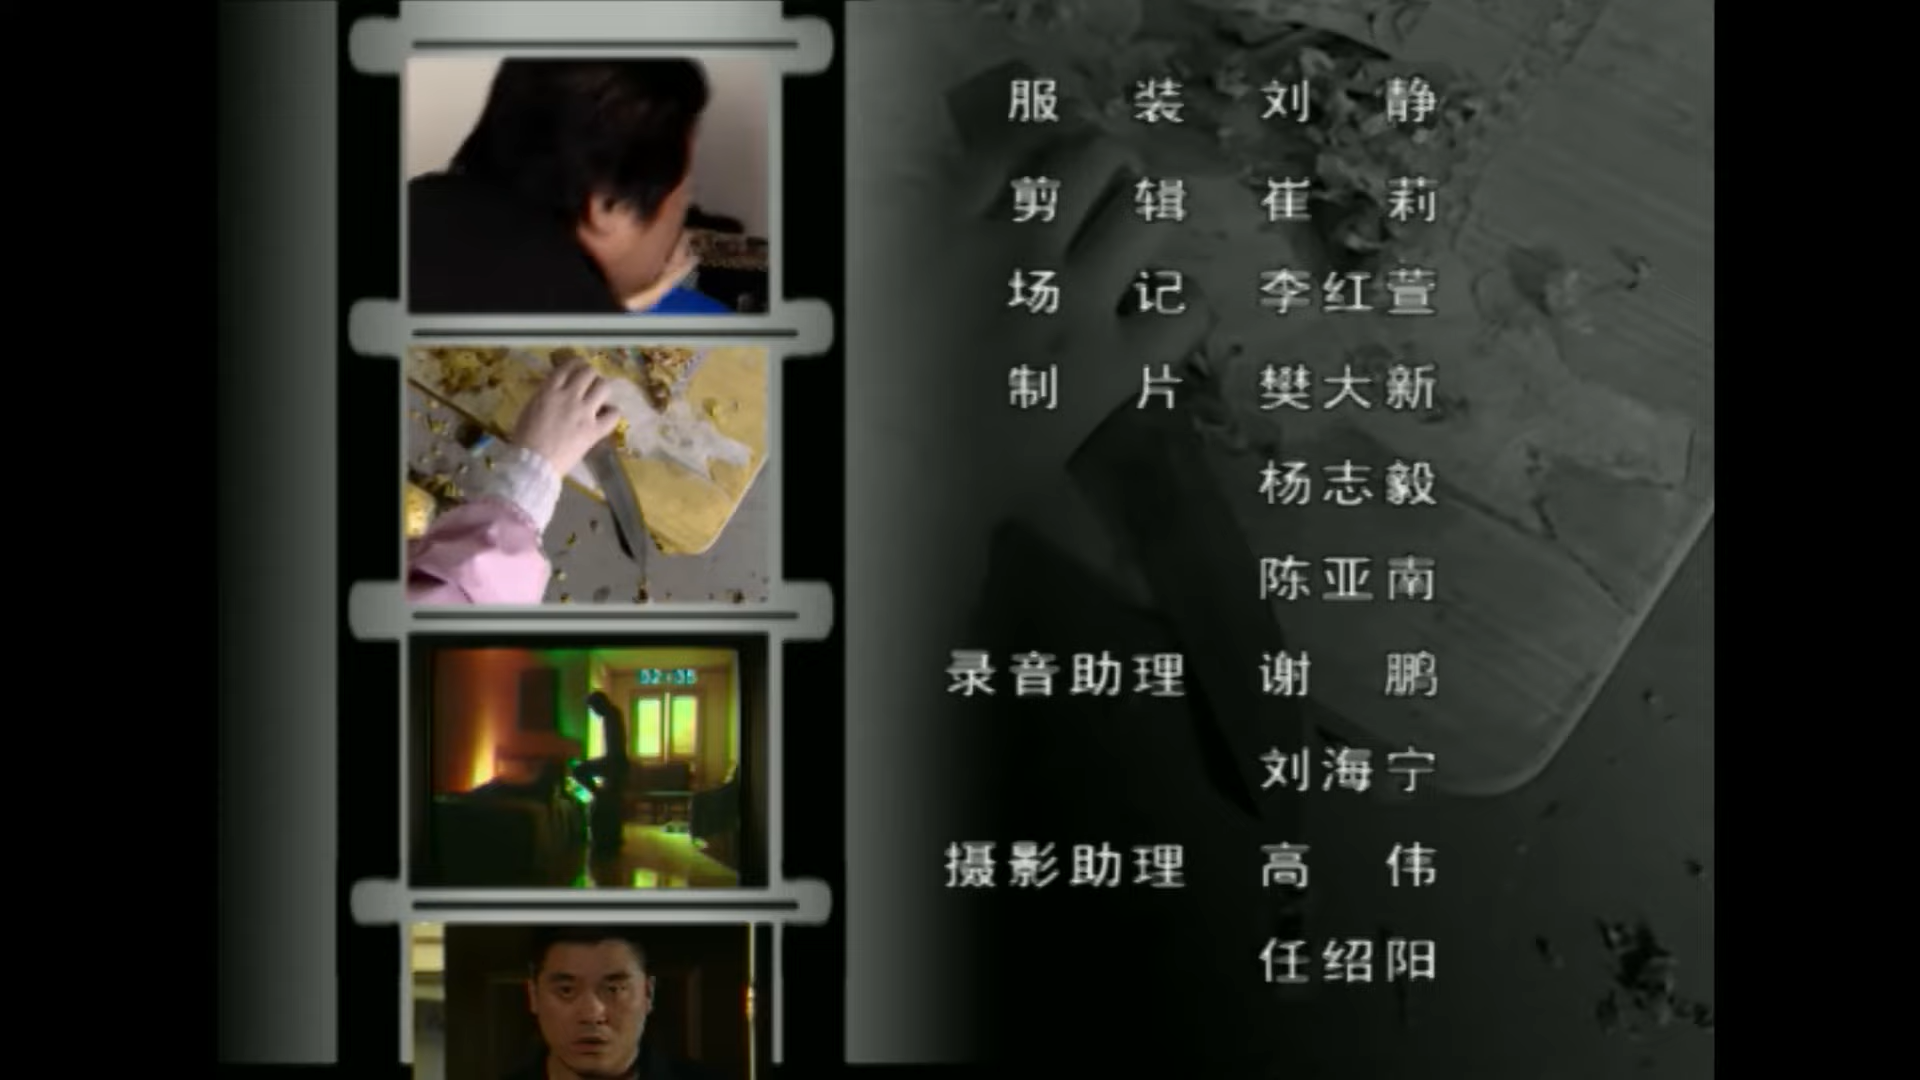 服装 刘静
剪辑 崔莉
场记 李红萱
制片 樊大新
杨志毅
陈亚南
录音助理 谢鹏
刘海宁
摄影助理 高伟
任绍阳
52:35